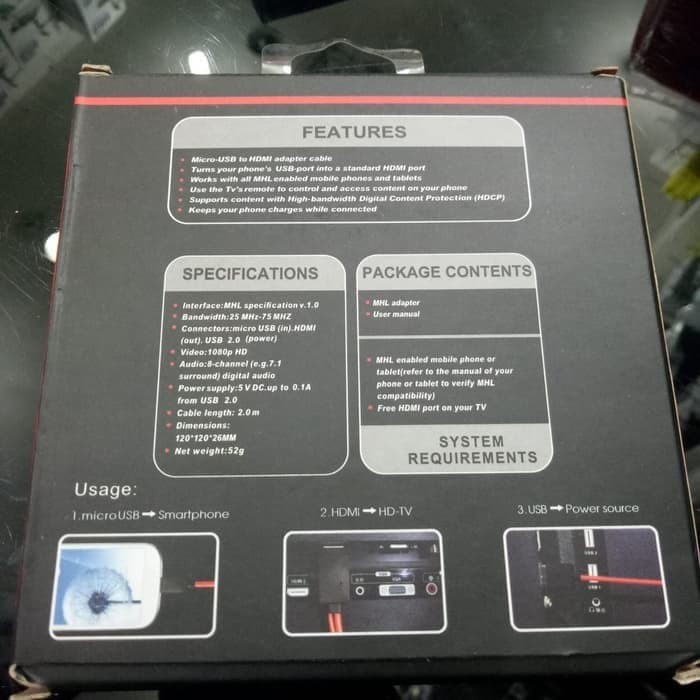 FEATURES
Micro-USB to HDMI adapter cable
Turns your phone's USB-port into a standard HDMI port
Works with all MHL enabled mobile phones and tablets
Use the Tv's remote to control and access content on your phone
Supports content with High-bandwidth Digital Content Protection (HDCP)
Keeps your phone charges while connected
SPECIFICATIONS
Interface:MHL specification v.1.0
Bandwidth:25 MHz-75 MHZ
Connectors:micro USB (in).HDMI
(out). USB 2.0 (power)
Video:1080p HD
Audio:8-channel (e.g.7.1
surround) digital audio
Power supply:5V DC.up to 0.1A
from USB 2.0
Cable length: 2.0m
Dimensions:
120*120*26MM
Net weight:52g
PACKAGE CONTENTS
MHL adapter
User manual
MHL enabled mobile phone or
tablet(refer to the manual of your
phone or tablet to verify MHL
compatibility)
Free HDMI port on your TV
SYSTEM
REQUIREMENTS
Usage:
1.microUSB➞Smartphone
2.HDMI➞HD-TV
3.USB➞Power source